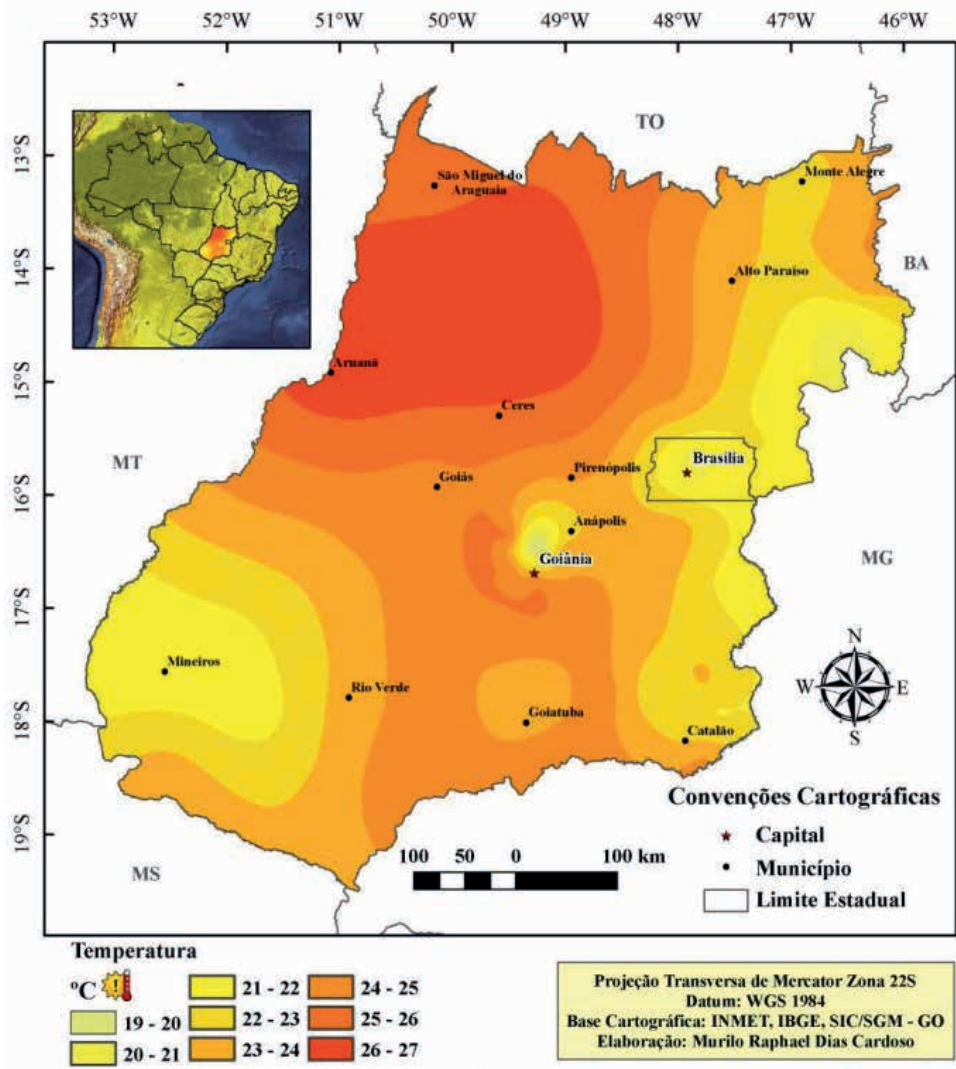 53°W 52°W 51°W 50°W 49°W 48°W 47°W 46°W
13°S
14°S
15°S
16°S
17°S
18°S
19°S
TO
BA
MT
MG
MS
São Miguel do
Araguaia
Monte Alegre
Alto Paraíso
Aruanã
Ceres
Goiás
Pirenópolis
Brasília
Anápolis
Goiânia
Mineiros
Rio Verde
Goiatuba
Catalão
N
W E
S
Convenções Cartográficas
Capital
Município
Limite Estadual
100 50 0 100 km
Temperatura
ºC
19 - 20
20 - 21
21 - 22
22 - 23
23 - 24
24 - 25
25 - 26
26 - 27
Projeção Transversa de Mercator Zona 22S
Datum: WGS 1984
Base Cartográfica: INMET, IBGE, SIC/SGM - GO
Elaboração: Murilo Raphael Dias Cardoso